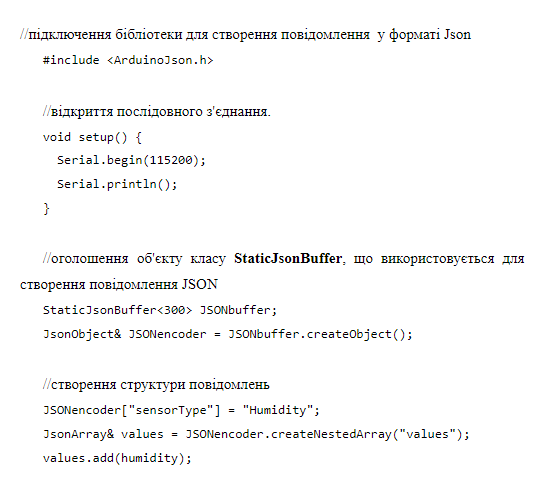 //підключення бібліотеки для створення повідомлення у форматі Json
#include <ArduinoJson.h>
//відкриття послідовного з'єднання.
void setup() {
Serial.begin(115200);
Serial.println();
}
//оголошення об'єкту класу StaticJsonBuffer, що використовується для
створення повідомлення JSON
StaticJsonBuffer<300> JSONbuffer;
JsonObject& JSONencoder = JSONbuffer.createObject();
//створення структури повідомлень
JSONencoder["sensorType"] = "Humidity";
JsonArray& values = JSONencoder.createNestedArray("values");
values.add(humidity);